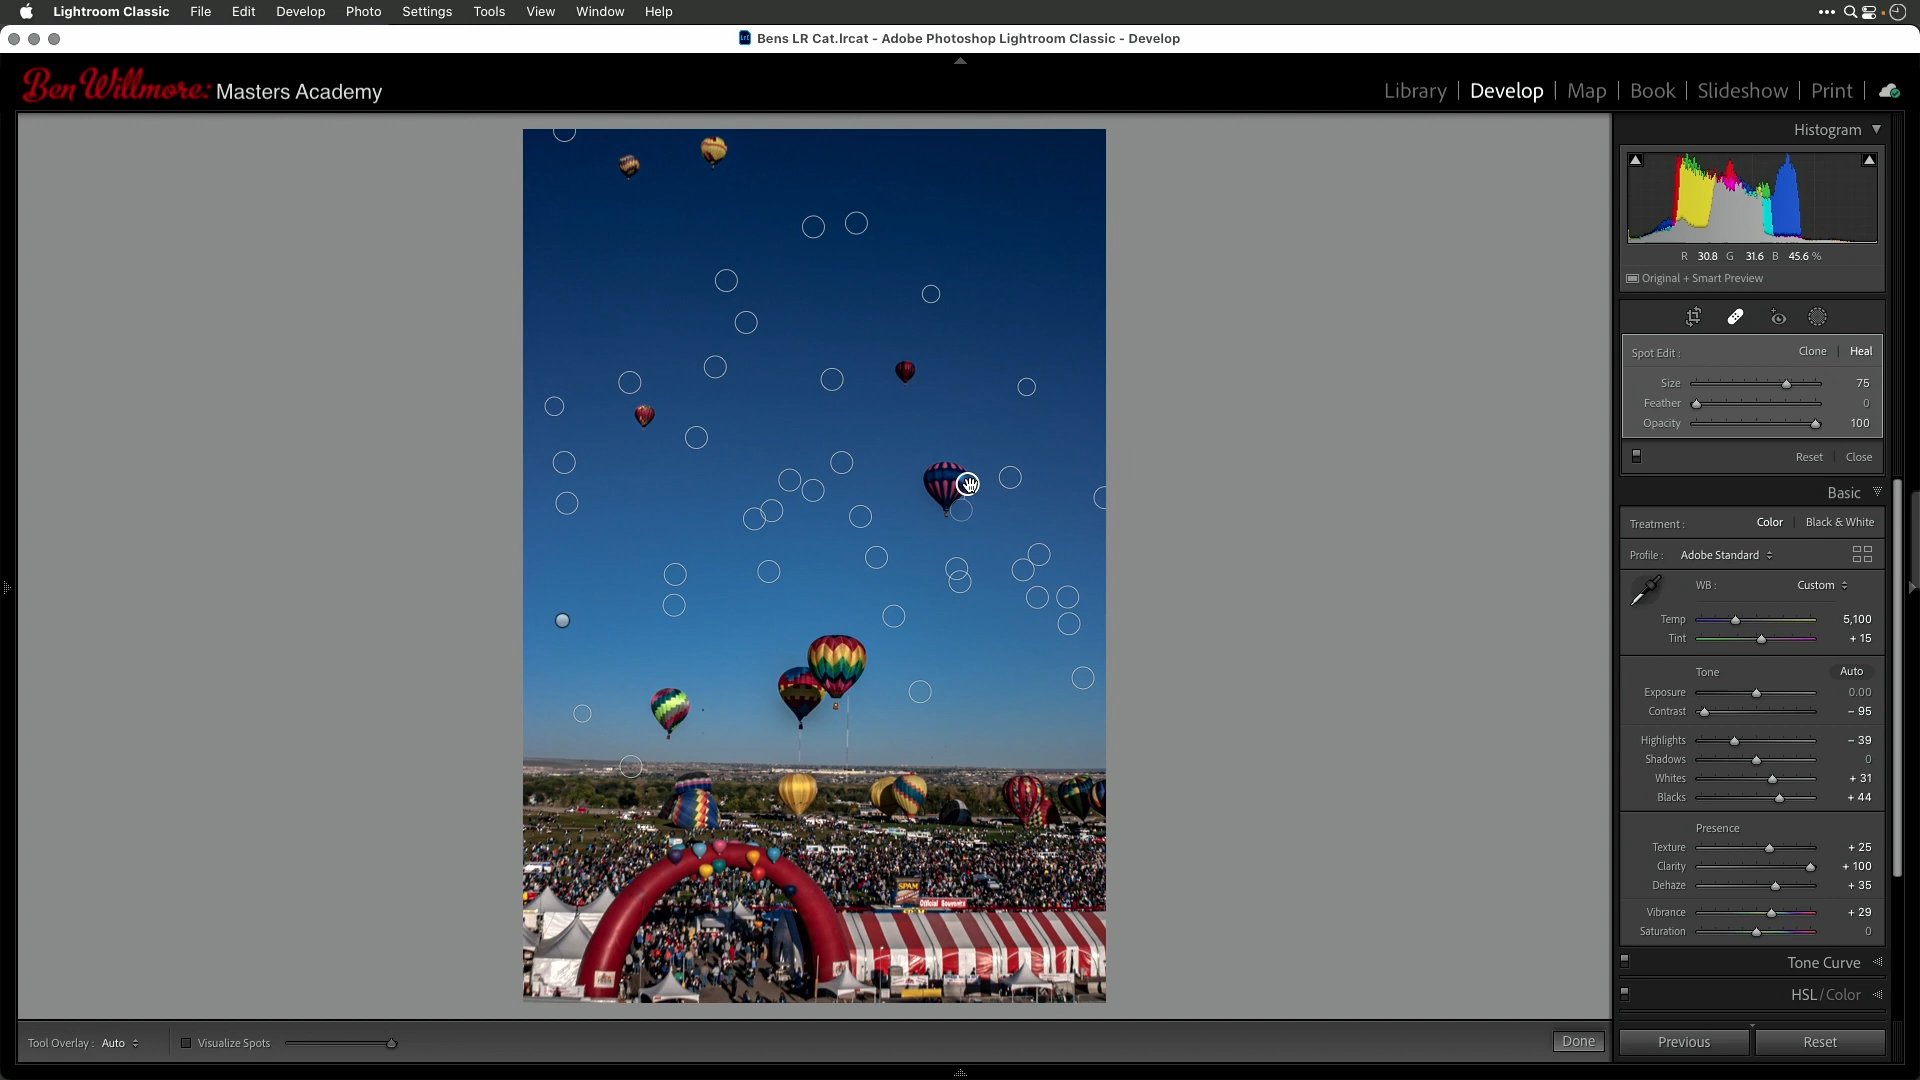 Lightroom Classic File Edit Develop Photo Settings Tools View Window Help
Bens LR Cat.lrcat - Adobe Photoshop Lightroom Classic - Develop
Ben Willmore: Masters Academy
Library | Develop | Map | Book | Slideshow | Print
Histogram
R 30.8 G 31.6 B 45.6 %
Original + Smart Preview
Spot Edit : Clone | Heal
Size 75
Feather 0
Opacity 100
Reset | Close
Basic
Treatment : Color | Black & White
Profile : Adobe Standard
WB : Custom
Temp 5,100
Tint + 15
Tone Auto
Exposure 0.00
Contrast – 95
Highlights – 39
Shadows 0
Whites + 31
Blacks + 44
Presence
Texture + 25
Clarity + 100
Dehaze + 35
Vibrance + 29
Saturation 0
Tone Curve
HSL / Color
SPAM
Official Souvenirs
Tool Overlay : Auto Visualize Spots Done
Previous Reset